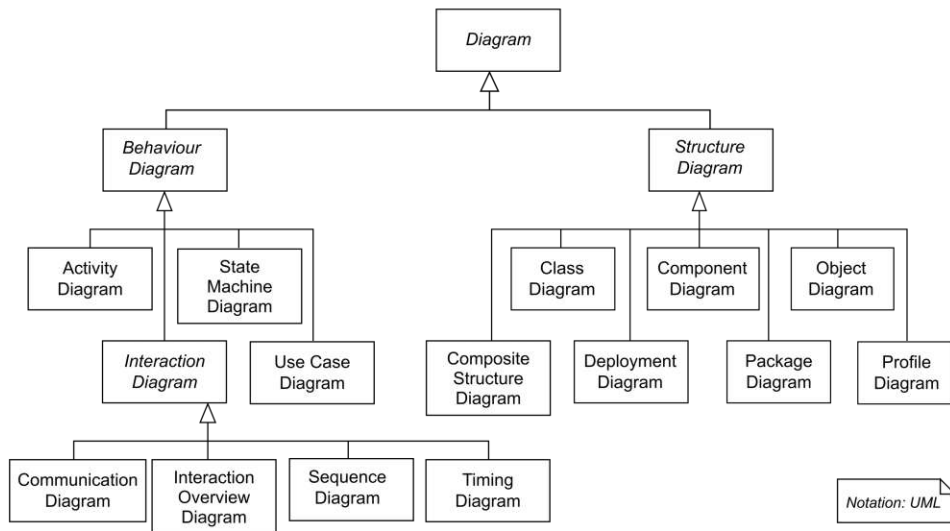 Diagram
Behaviour
Diagram
Structure
Diagram
Activity
Diagram
State
Machine
Diagram
Class
Diagram
Component
Diagram
Object
Diagram
Interaction
Diagram
Use Case
Diagram
Composite
Structure
Diagram
Deployment
Diagram
Package
Diagram
Profile
Diagram
Communication
Diagram
Interaction
Overview
Diagram
Sequence
Diagram
Timing
Diagram
Notation: UML